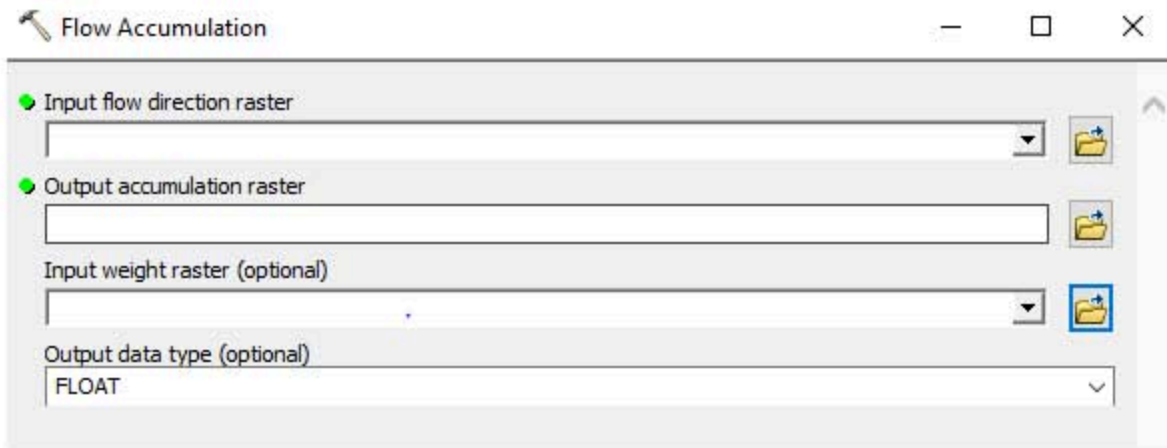 Flow Accumulation
Input flow direction raster
Output accumulation raster
Input weight raster (optional)
Output data type (optional)
FLOAT